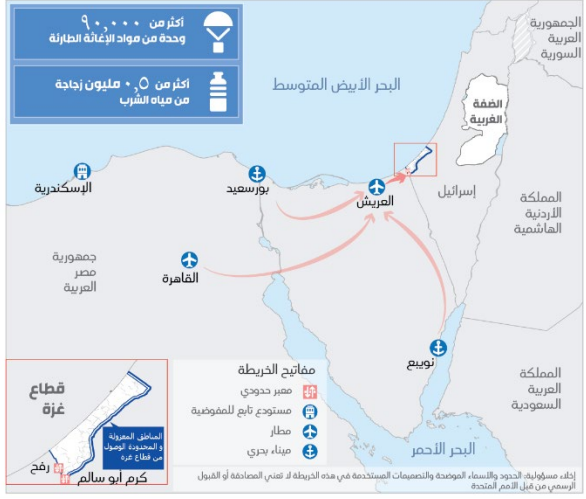 أكثر من ٩٠,٠٠٠
وحدة من مواد الإغاثة الطارئة
أكثر من ٠,٥ مليون زجاجة
من مياه الشرب
الجمهورية
العربية
السورية
البحر الأبيض المتوسط
الضفة
الغربية
الإسكندرية
بورسعيد
العريش
إسرائيل
المملكة
الأردنية
الهاشمية
جمهورية
مصر
العربية
القاهرة
نويبع
المملكة
العربية
السعودية
البحر الأحمر
قطاع
غزة
المناطق المعزولة
و المحدودة الوصول
من قطاع غزة
رفح
كرم أبو سالم
مفاتيح الخريطة
معبر حدودي
مستودع تابع للمفوضية
مطار
ميناء بحري
إخلاء مسؤولية: الحدود والأسماء الموضحة والتصميمات المستخدمة في هذه الخريطة لا تعني المصادقة أو القبول
الرسمي من قبل الأمم المتحدة